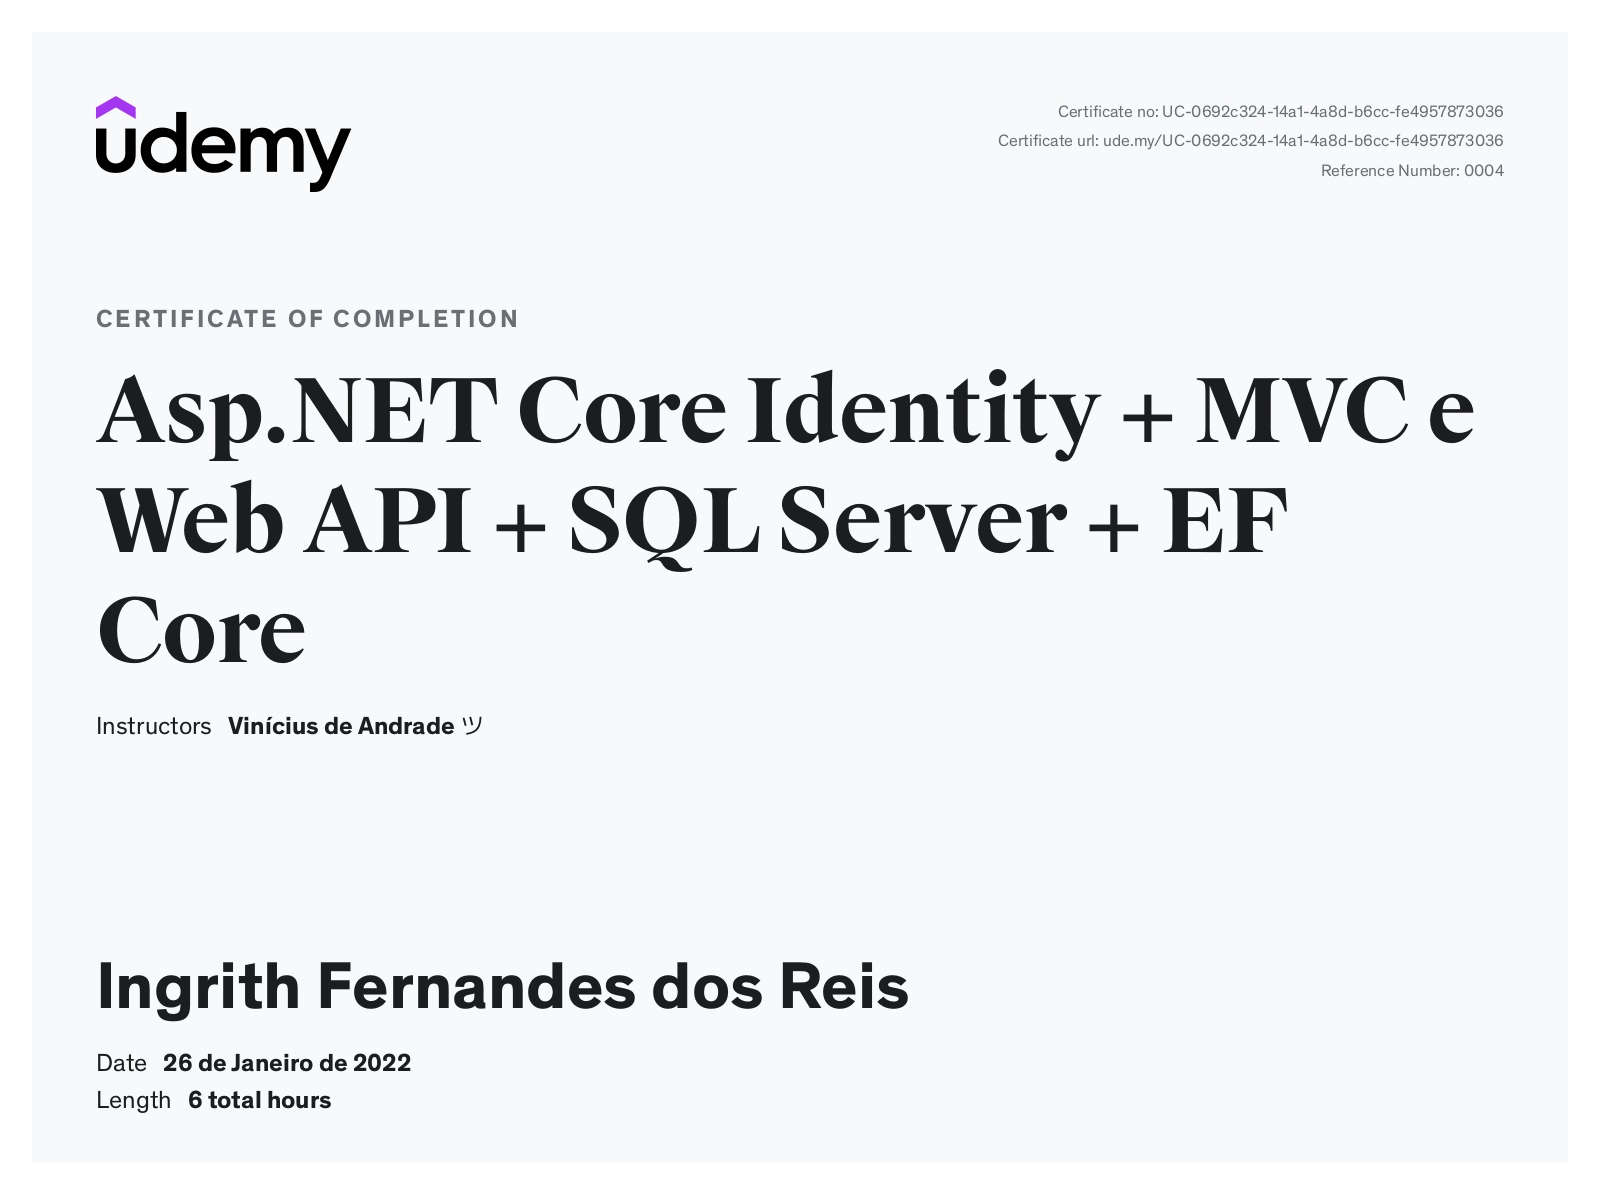 udemy
Certificate no: UC-0692c324-14a1-4a8d-b6cc-fe4957873036
Certificate url: ude.my/UC-0692c324-14a1-4a8d-b6cc-fe4957873036
Reference Number: 0004
CERTIFICATE OF COMPLETION
Asp.NET Core Identity + MVC e
Web API + SQL Server + EF
Core
Instructors Vinícius de Andrade ツ
Ingrith Fernandes dos Reis
Date 26 de Janeiro de 2022
Length 6 total hours